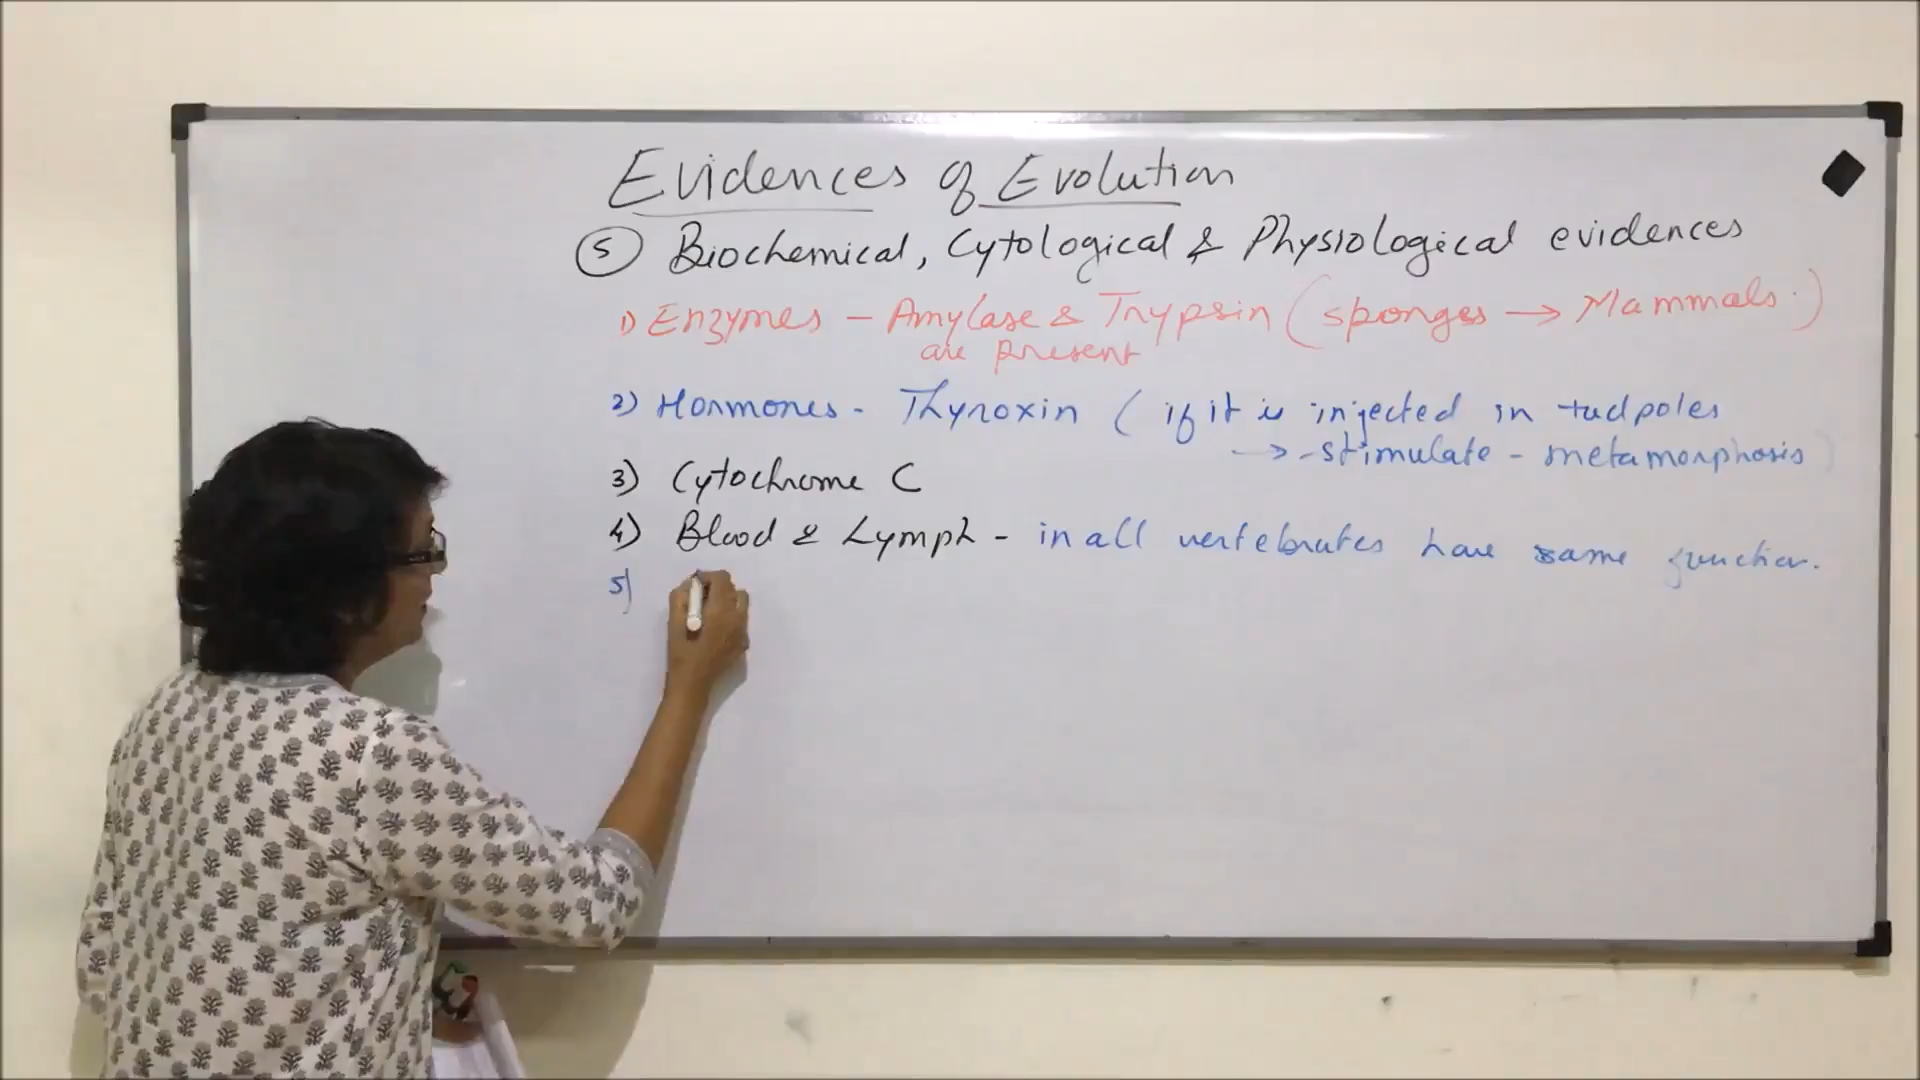 Evidences of Evolution
5 Biochemical, Cytological & Physiological evidences
1) Enzymes - Amylase & Trypsin (sponges → Mammals.)
are present
2) Hormones - Thyroxin (if it is injected in tadpoles
→ stimulate - metamorphosis)
3) Cytochrome C
4) Blood & Lymph - in all vertebrates have same function.
5)